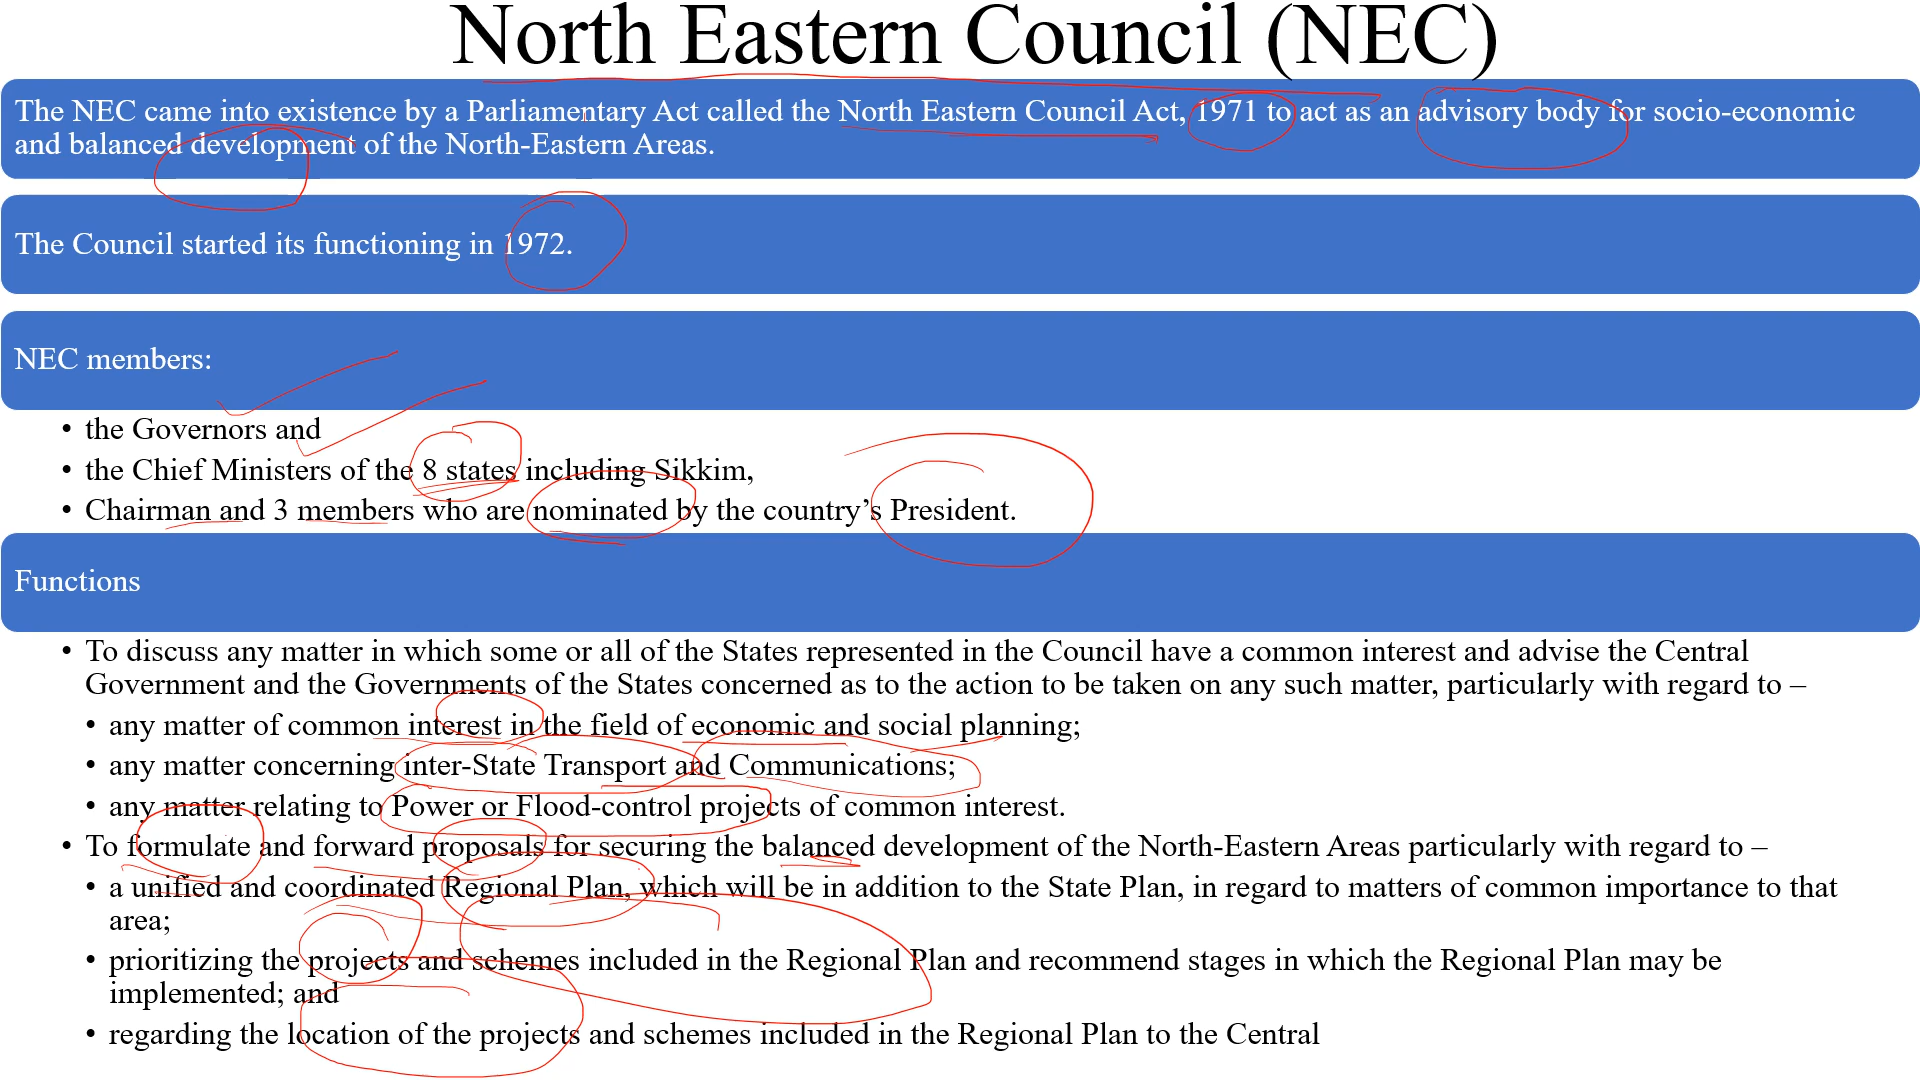 North Eastern Council (NEC)
The NEC came into existence by a Parliamentary Act called the North Eastern Council Act, 1971 to act as an advisory body for socio-economic
and balanced development of the North-Eastern Areas.
The Council started its functioning in 1972.
NEC members:
• the Governors and
• the Chief Ministers of the 8 states including Sikkim,
• Chairman and 3 members who are nominated by the country’s President.
Functions
• To discuss any matter in which some or all of the States represented in the Council have a common interest and advise the Central
Government and the Governments of the States concerned as to the action to be taken on any such matter, particularly with regard to –
• any matter of common interest in the field of economic and social planning;
• any matter concerning inter-State Transport and Communications;
• any matter relating to Power or Flood-control projects of common interest.
• To formulate and forward proposals for securing the balanced development of the North-Eastern Areas particularly with regard to –
• a unified and coordinated Regional Plan, which will be in addition to the State Plan, in regard to matters of common importance to that
area;
• prioritizing the projects and schemes included in the Regional Plan and recommend stages in which the Regional Plan may be
implemented; and
• regarding the location of the projects and schemes included in the Regional Plan to the Central